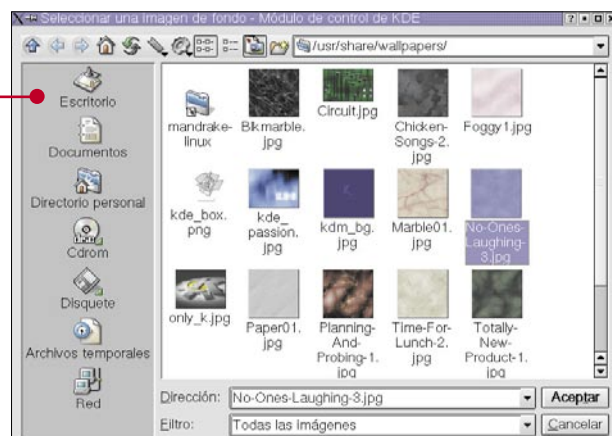 Seleccionar una imagen de fondo - Módulo de control de KDE
/usr/share/wallpapers/
Escritorio
Documentos
Directorio personal
Cdrom
Disquete
Archivos temporales
Red
mandrake-
linux
Blkmarble.
jpg
Circuit.jpg
Chicken-
Songs-2.
jpg
Foggy1.jpg
kde_box.
png
kde_
passion.
jpg
kdm_bg.
jpg
Marble01.
jpg
No-Ones-
Laughing-
3.jpg
only_k.jpg
Paper01.
jpg
Planning-
And-
Probing-1.
jpg
Time-For-
Lunch-2.
jpg
Totally-
New-
Product-1.
jpg
Dirección: No-Ones-Laughing-3.jpg Aceptar
Filtro: Todas las imágenes Cancelar